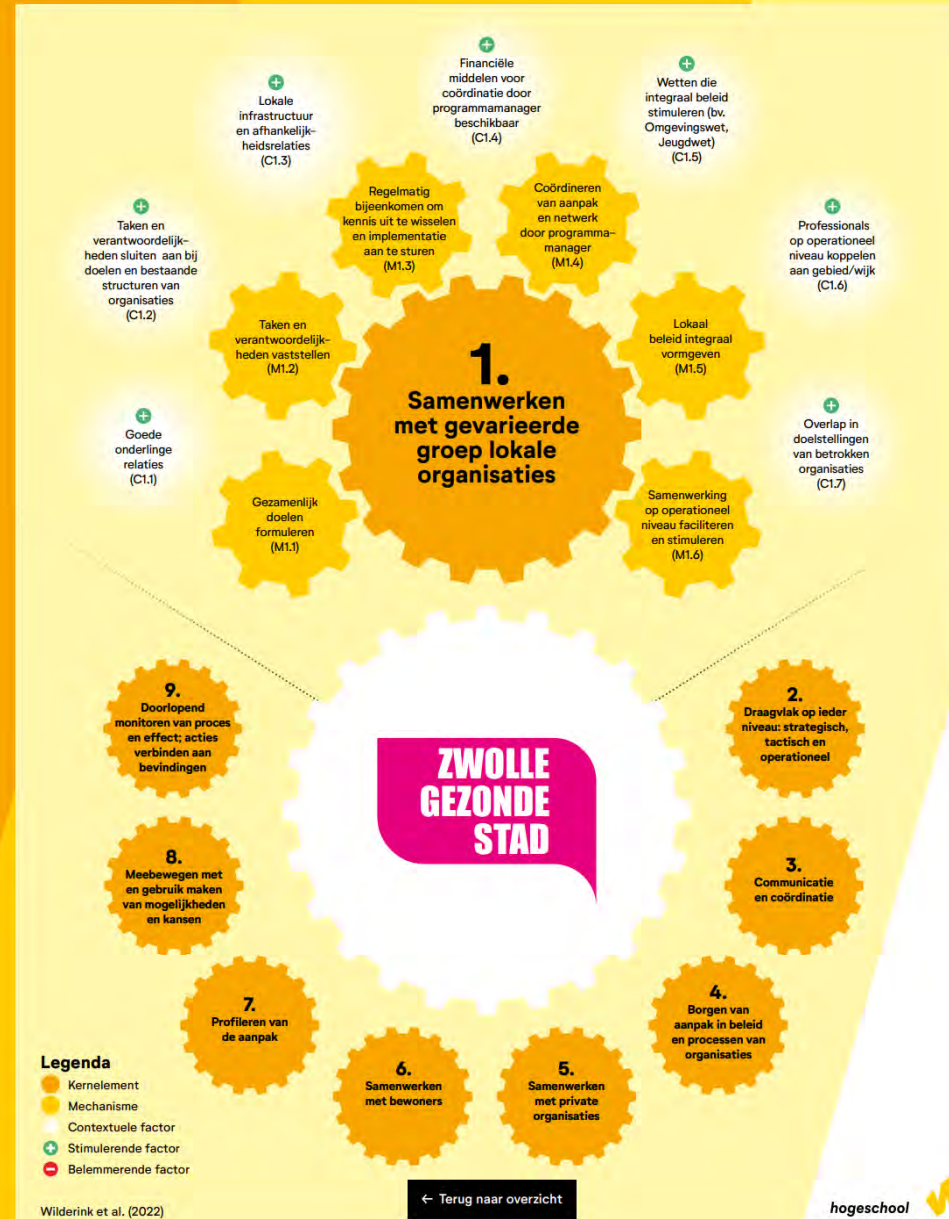 Financiële
middelen voor
coördinatie door
programmamanager
beschikbaar
(C1.4)
Wetten die
integraal beleid
stimuleren (bv.
Omgevingswet,
Jeugdwet)
(C1.5)
Lokale
infrastructuur
en afhankelijk-
heidsrelaties
(C1.3)
Regelmatig
bijeenkomen om
kennis uit te wisselen
en implementatie
aan te sturen
(M1.3)
Coördineren
van aanpak
en netwerk
door programma-
manager
(M1.4)
Taken en
verantwoordelijk-
heden sluiten aan bij
doelen en bestaande
structuren van
organisaties
(C1.2)
Professionals
op operationeel
niveau koppelen
aan gebied/wijk
(C1.6)
Taken en
verantwoordelijk-
heden vaststellen
(M1.2)
Lokaal
beleid integraal
vormgeven
(M1.5)
1.
Samenwerken
met gevarieerde
groep lokale
organisaties
Goede
onderlinge
relaties
(C1.1)
Overlap in
doelstellingen
van betrokken
organisaties
(C1.7)
Gezamenlijk
doelen
formuleren
(M1.1)
Samenwerking
op operationeel
niveau faciliteren
en stimuleren
(M1.6)
9.
Doorlopend
monitoren van proces
en effect; acties
verbinden aan
bevindingen
2.
Draagvlak op ieder
niveau: strategisch,
tactisch en
operationeel
ZWOLLE
GEZONDE
STAD
8.
Meebewegen met
en gebruik maken
van mogelijkheden
en kansen
3.
Communicatie
en coördinatie
7.
Profileren van
de aanpak
4.
Borgen van
aanpak in beleid
en processen van
organisaties
6.
Samenwerken
met bewoners
5.
Samenwerken
met private
organisaties
Legenda
Kernelement
Mechanisme
Contextuele factor
Stimulerende factor
Belemmerende factor
Wilderink et al. (2022)
← Terug naar overzicht
hogeschool